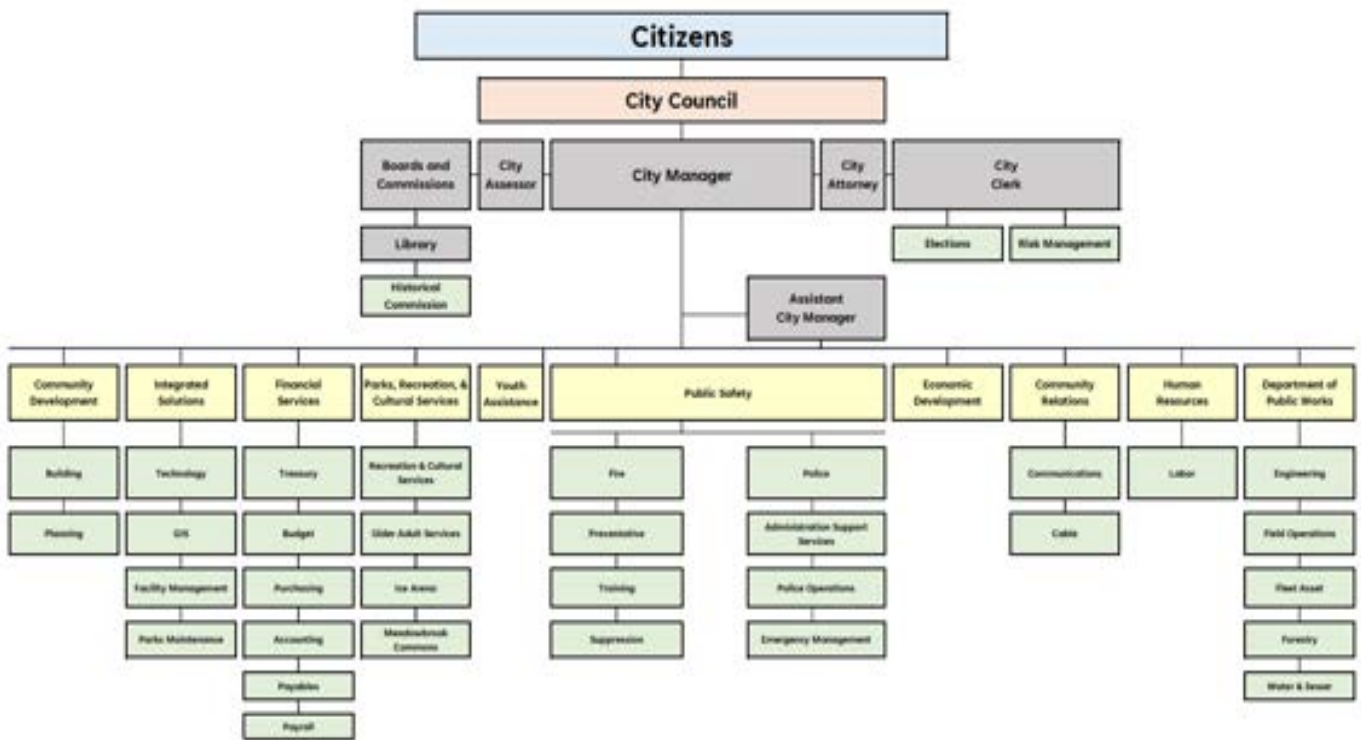 Citizens
City Council
Boards and
Commissions
City
Assessor
City Manager
City
Attorney
City
Clerk
Library
Elections
Risk Management
Historical
Commission
Assistant
City Manager
Community
Development
Integrated
Solutions
Financial
Services
Parks, Recreation, &
Cultural Services
Youth
Assistance
Public Safety
Economic
Development
Community
Relations
Human
Resources
Department of
Public Works
Building
Technology
Treasury
Recreation & Cultural
Services
Fire
Police
Communications
Labor
Engineering
Planning
GIS
Budget
Older Adult Services
Preventative
Administration Support
Services
Cable
Field Operations
Facility Management
Purchasing
Ice Arena
Training
Police Operations
Fleet Asset
Parks Maintenance
Accounting
Meadowbrook
Commons
Suppression
Emergency Management
Forestry
Payables
Water & Sewer
Payroll